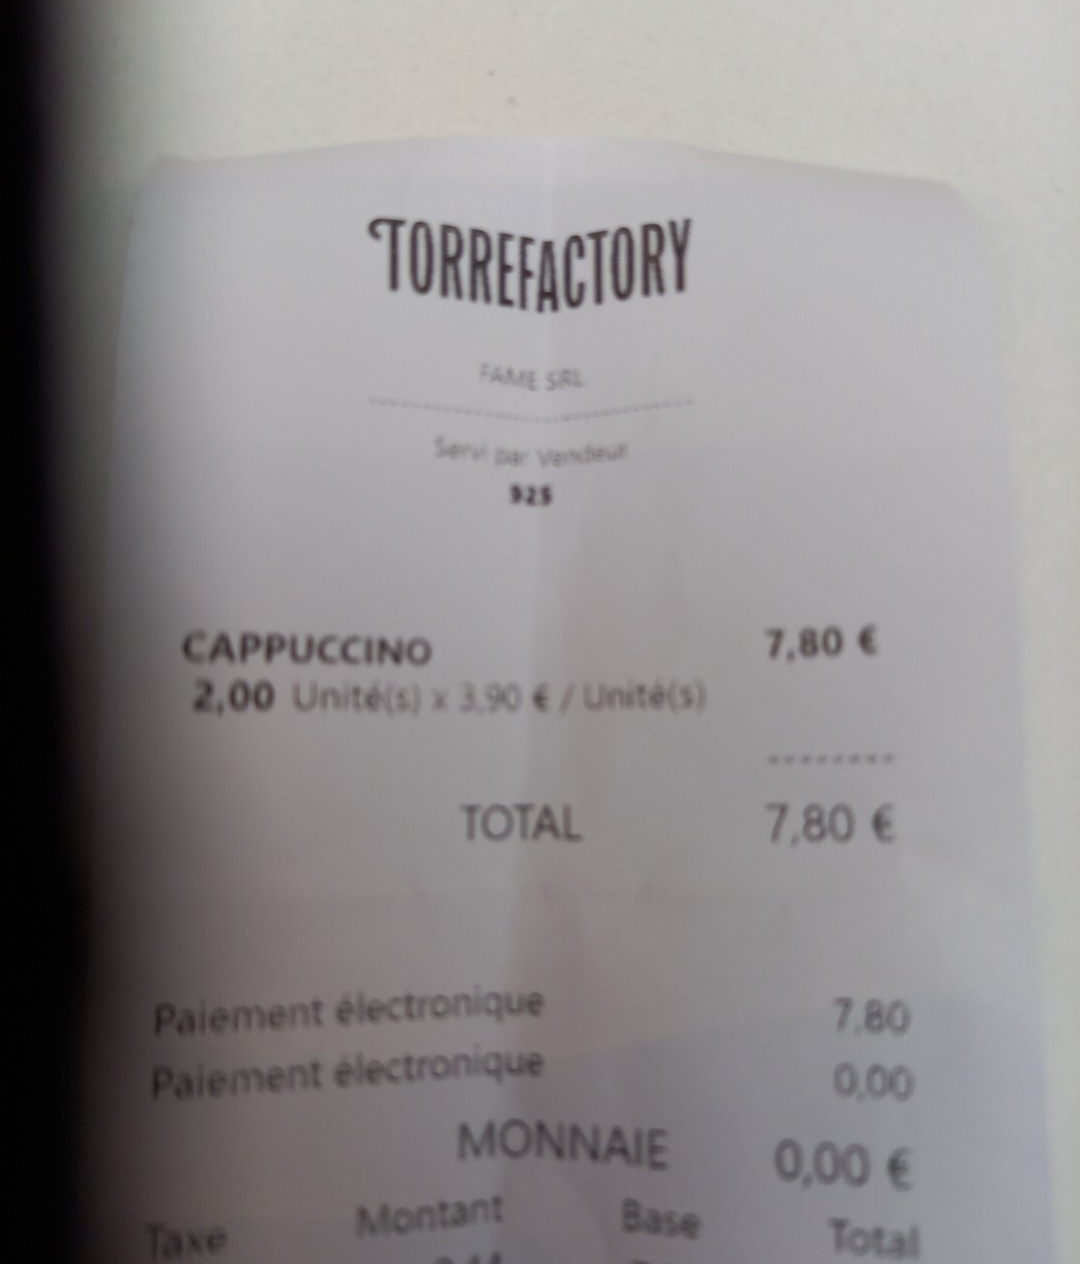 TORREFACTORY
FAME SRL
Servi par Vendeur
925
CAPPUCCINO 7,80 €
2,00 Unité(s) x 3,90 € / Unité(s)
TOTAL 7,80 €
Paiement électronique 7,80
Paiement électronique 0,00
MONNAIE 0,00 €
Taxe Montant Base Total